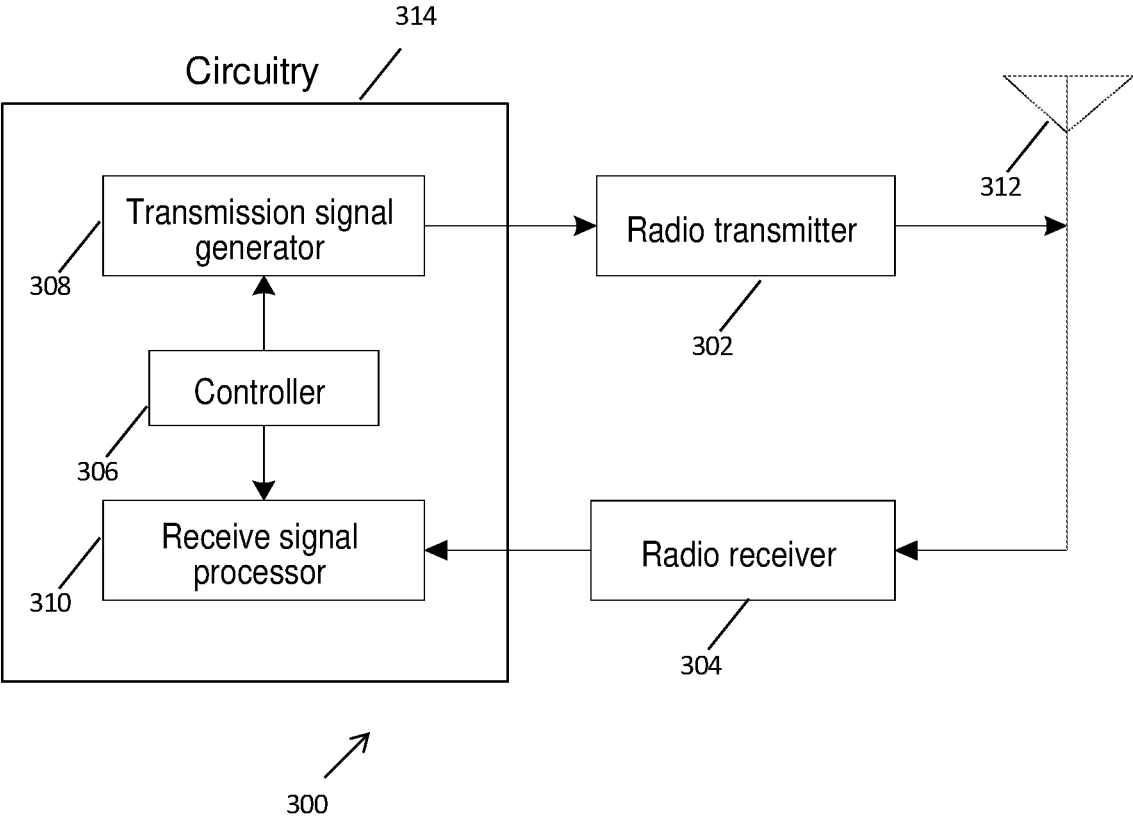 314
Circuitry
312
Transmission signal
generator
308
Radio transmitter
302
Controller
306
Receive signal
processor
310
Radio receiver
304
300